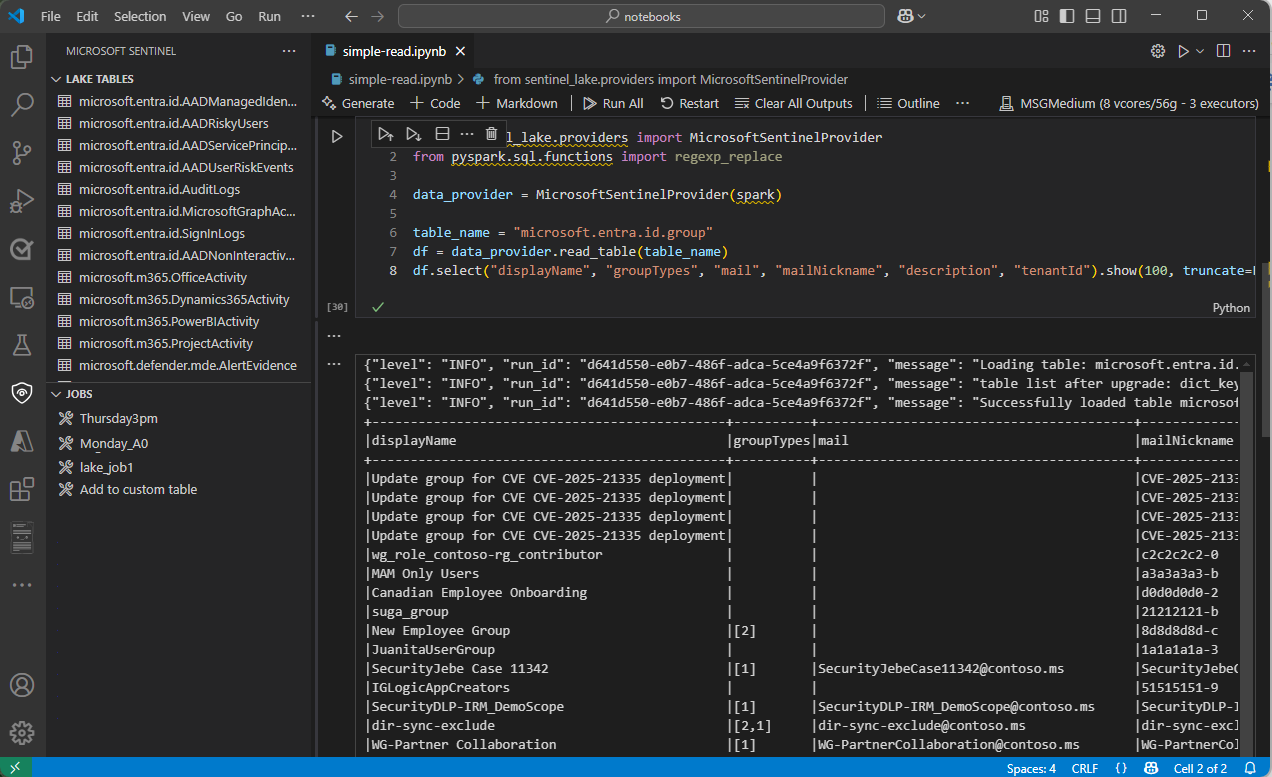 File Edit Selection View Go Run ··· notebooks
MICROSOFT SENTINEL ···
LAKE TABLES
microsoft.entra.id.AADManagedIden...
microsoft.entra.id.AADRiskyUsers
microsoft.entra.id.AADServicePrincip...
microsoft.entra.id.AADUserRiskEvents
microsoft.entra.id.AuditLogs
microsoft.entra.id.MicrosoftGraphAc...
microsoft.entra.id.SignInLogs
microsoft.entra.id.AADNonInteractiv...
microsoft.m365.OfficeActivity
microsoft.m365.Dynamics365Activity
microsoft.m365.PowerBIActivity
microsoft.m365.ProjectActivity
microsoft.defender.mde.AlertEvidence
JOBS
Thursday3pm
Monday_A0
lake_job1
Add to custom table
simple-read.ipynb
simple-read.ipynb > from sentinel_lake.providers import MicrosoftSentinelProvider
Generate + Code + Markdown | Run All Restart Clear All Outputs | Outline ··· MSGMedium (8 vcores/56g - 3 executors)
l_lake.providers import MicrosoftSentinelProvider
2 from pyspark.sql.functions import regexp_replace
3
4 data_provider = MicrosoftSentinelProvider(spark)
5
6 table_name = "microsoft.entra.id.group"
7 df = data_provider.read_table(table_name)
8 df.select("displayName", "groupTypes", "mail", "mailNickname", "description", "tenantId").show(100, truncate=
[30] Python
{"level": "INFO", "run_id": "d641d550-e0b7-486f-adca-5ce4a9f6372f", "message": "Loading table: microsoft.entra.id.
{"level": "INFO", "run_id": "d641d550-e0b7-486f-adca-5ce4a9f6372f", "message": "table list after upgrade: dict_key
{"level": "INFO", "run_id": "d641d550-e0b7-486f-adca-5ce4a9f6372f", "message": "Successfully loaded table microsof
|displayName |groupTypes|mail |mailNickname
|Update group for CVE CVE-2025-21335 deployment| | |CVE-2025-2133
|Update group for CVE CVE-2025-21335 deployment| | |CVE-2025-2133
|Update group for CVE CVE-2025-21335 deployment| | |CVE-2025-2133
|Update group for CVE CVE-2025-21335 deployment| | |CVE-2025-2133
|wg_role_contoso-rg_contributor | | |c2c2c2c2-0
|MAM Only Users | | |a3a3a3a3-b
|Canadian Employee Onboarding | | |d0d0d0d0-2
|suga_group | | |21212121-b
|New Employee Group |[2] | |8d8d8d8d-c
|JuanitaUserGroup | | |1a1a1a1a-3
|SecurityJebe Case 11342 |[1] |SecurityJebeCase11342@contoso.ms |SecurityJebeC
|IGLogicAppCreators | | |51515151-9
|SecurityDLP-IRM_DemoScope |[1] |SecurityDLP-IRM_DemoScope@contoso.ms |SecurityDLP-I
|dir-sync-exclude |[2,1] |dir-sync-exclude@contoso.ms |dir-sync-excl
|WG-Partner Collaboration |[1] |WG-PartnerCollaboration@contoso.ms |WG-PartnerCol
Spaces: 4 CRLF {} Cell 2 of 2